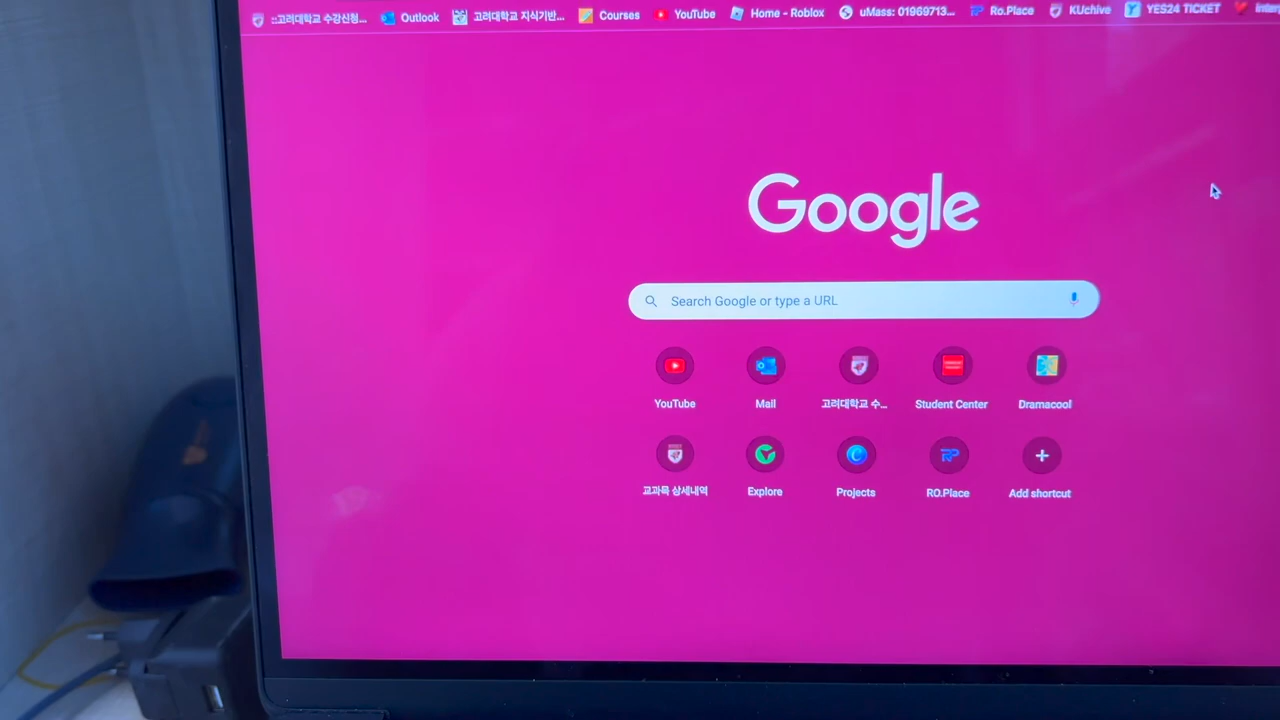 ::고려대학교 수강신청... Outlook 고려대학교 지식기반... Courses YouTube Home - Roblox uMass: 01969713... Ro.Place KUchive YES24 TICKET
Google
Search Google or type a URL
YouTube Mail 고려대학교 수... Student Center Dramacool
교과목 상세내역 Explore Projects RO.Place Add shortcut